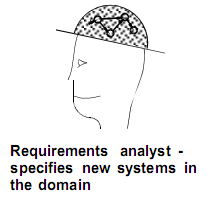 Requirements analyst -
specifies new systems in
the domain